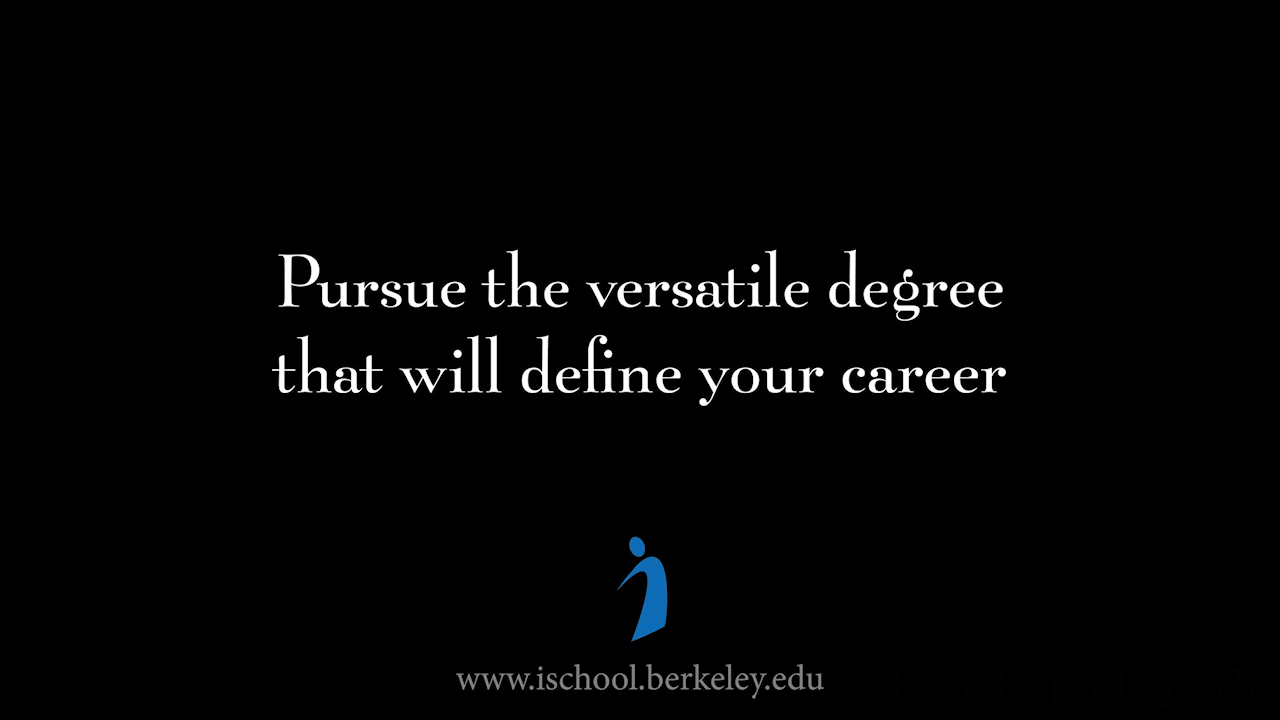 Pursue the versatile degree
that will define your career
www.ischool.berkeley.edu